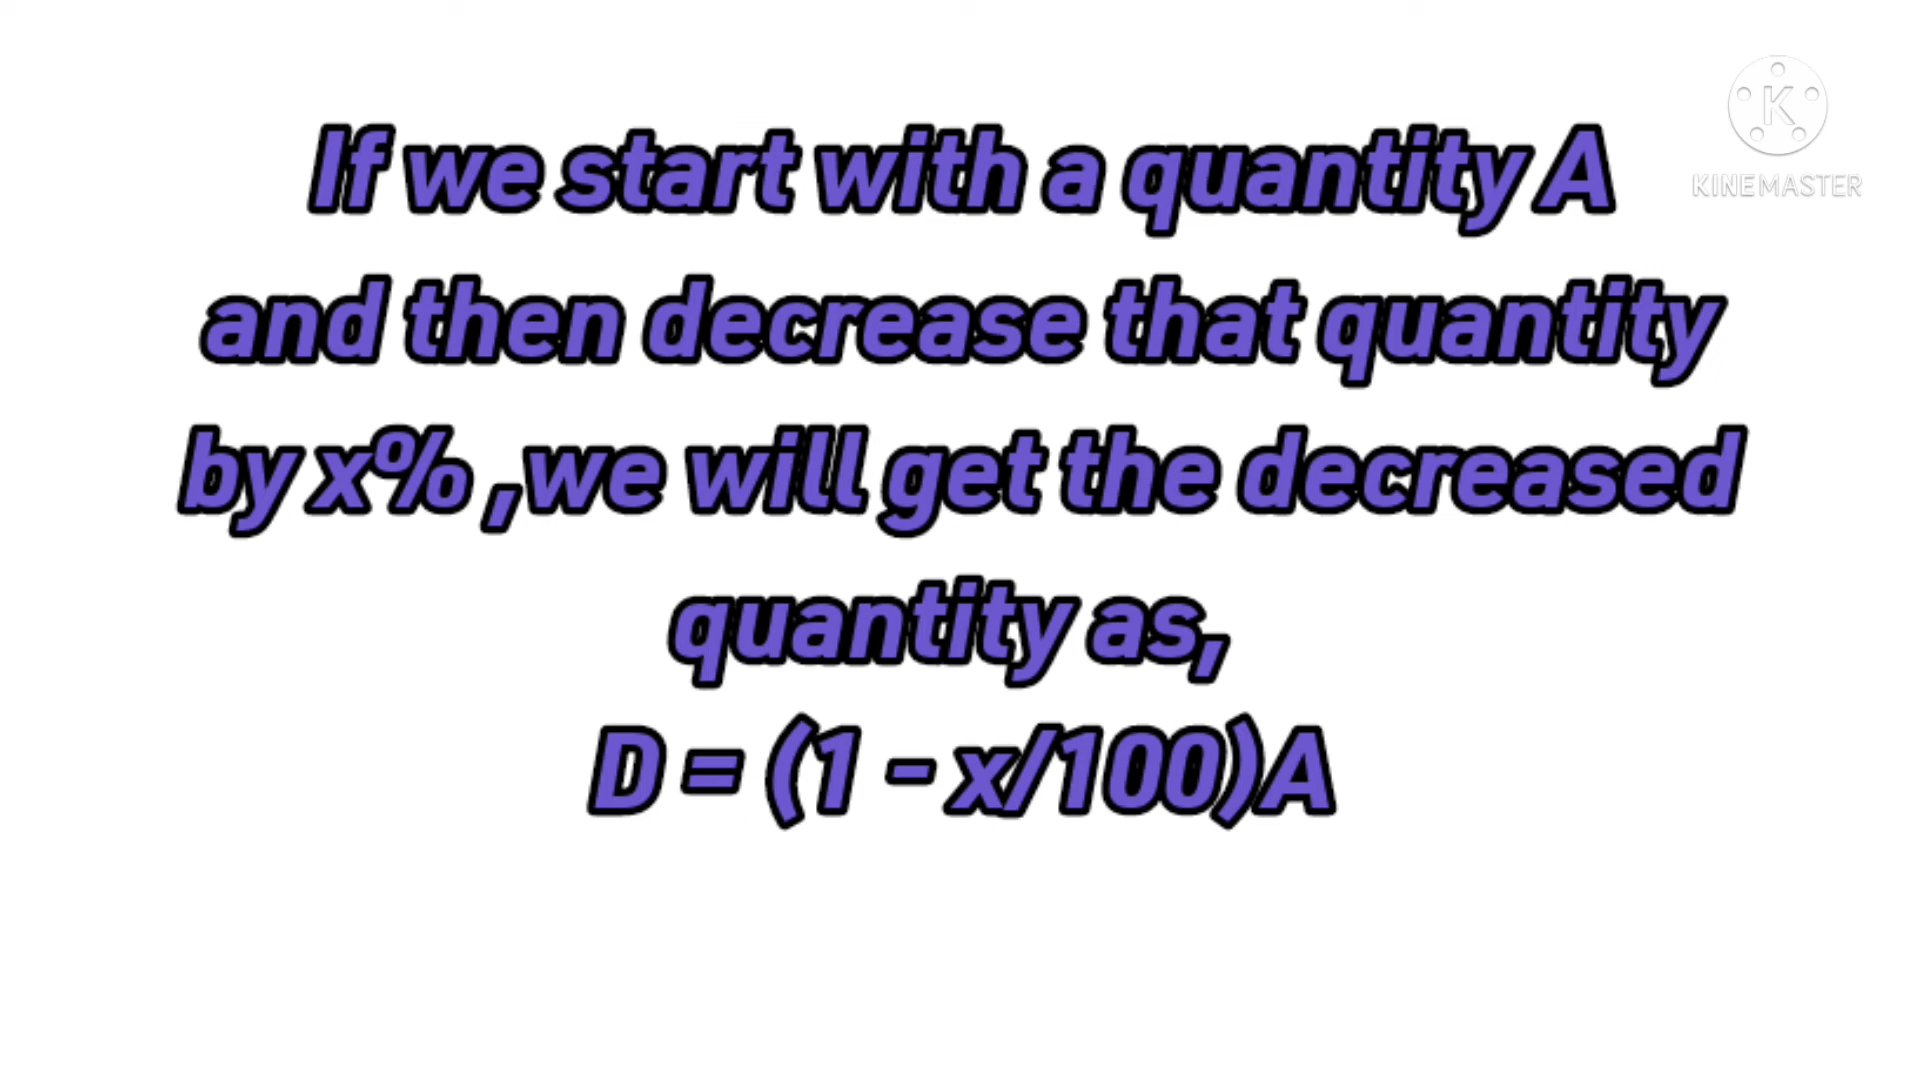 If we start with a quantity A
and then decrease that quantity
by x% ,we will get the decreased
quantity as,
D = (1 - x/100)A
K
KINEMASTER